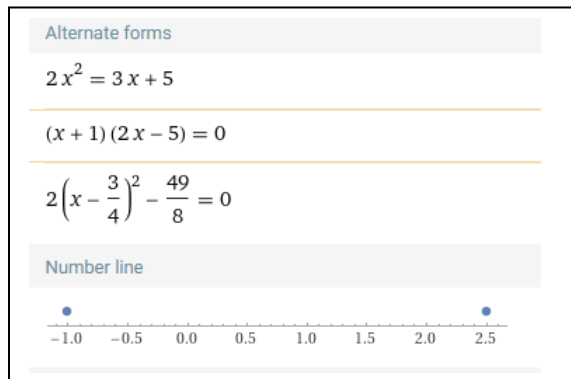 Alternate forms
2x² = 3x + 5
(x + 1)(2x − 5) = 0
2(x − 3/4)² − 49/8 = 0
Number line
−1.0 −0.5 0.0 0.5 1.0 1.5 2.0 2.5